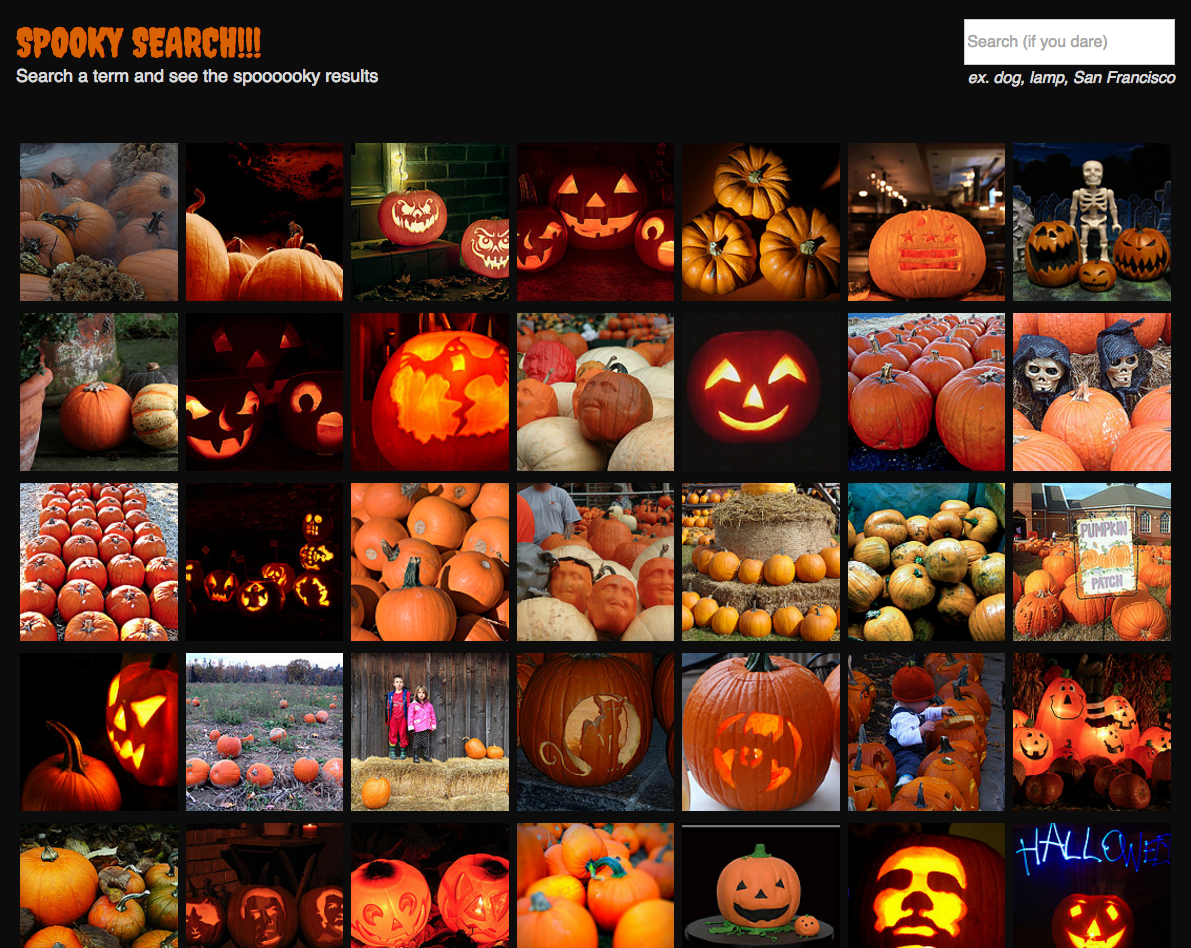 SPOOKY SEARCH!!!
Search a term and see the spoooooky results
Search (if you dare)
ex. dog, lamp, San Francisco
PUMPKIN
PATCH
HALLOWEE